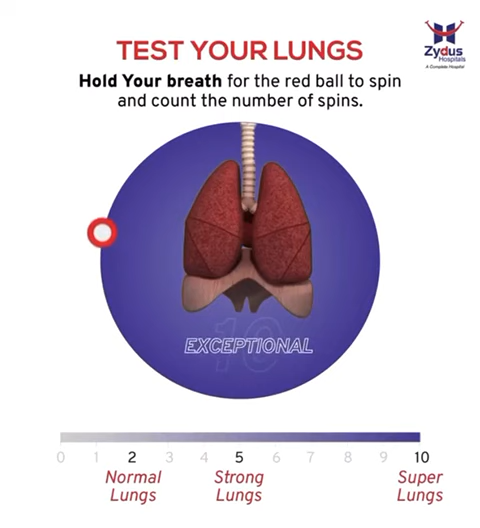 TEST YOUR LUNGS
Zydus
Hospitals
A Complete Hospital
Hold Your breath for the red ball to spin
and count the number of spins.
10
EXCEPTIONAL
0 1 2 3 4 5 6 7 8 9 10
Normal Strong Super
Lungs Lungs Lungs